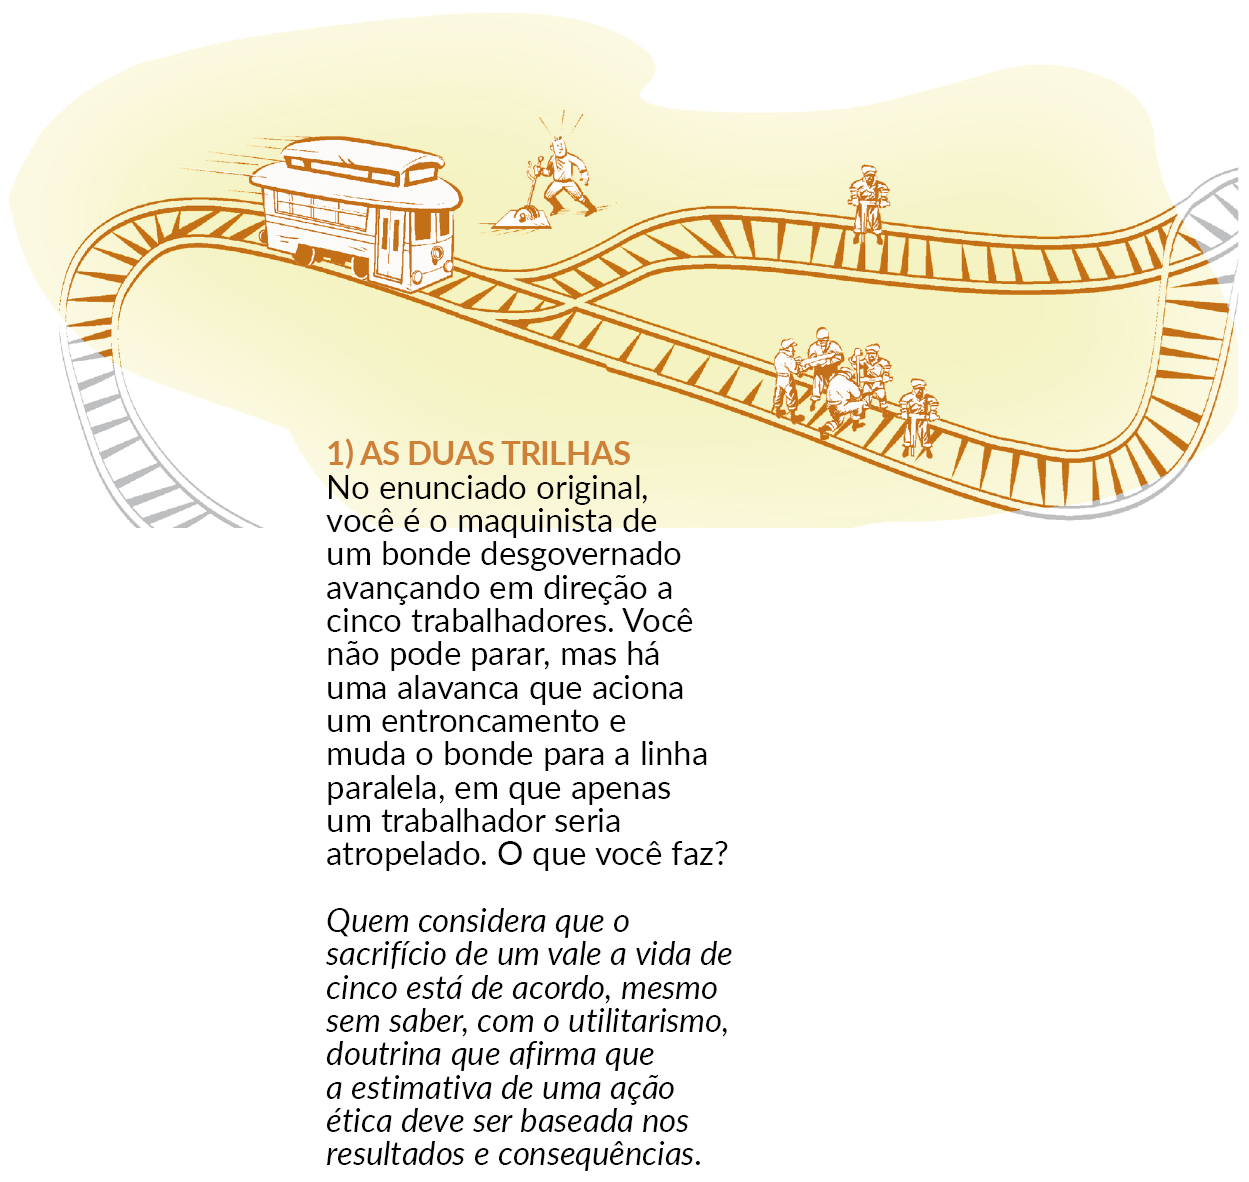 1) AS DUAS TRILHAS
No enunciado original,
você é o maquinista de
um bonde desgovernado
avançando em direção a
cinco trabalhadores. Você
não pode parar, mas há
uma alavanca que aciona
um entroncamento e
muda o bonde para a linha
paralela, em que apenas
um trabalhador seria
atropelado. O que você faz?
Quem considera que o
sacrifício de um vale a vida de
cinco está de acordo, mesmo
sem saber, com o utilitarismo,
doutrina que afirma que
a estimativa de uma ação
ética deve ser baseada nos
resultados e consequências.